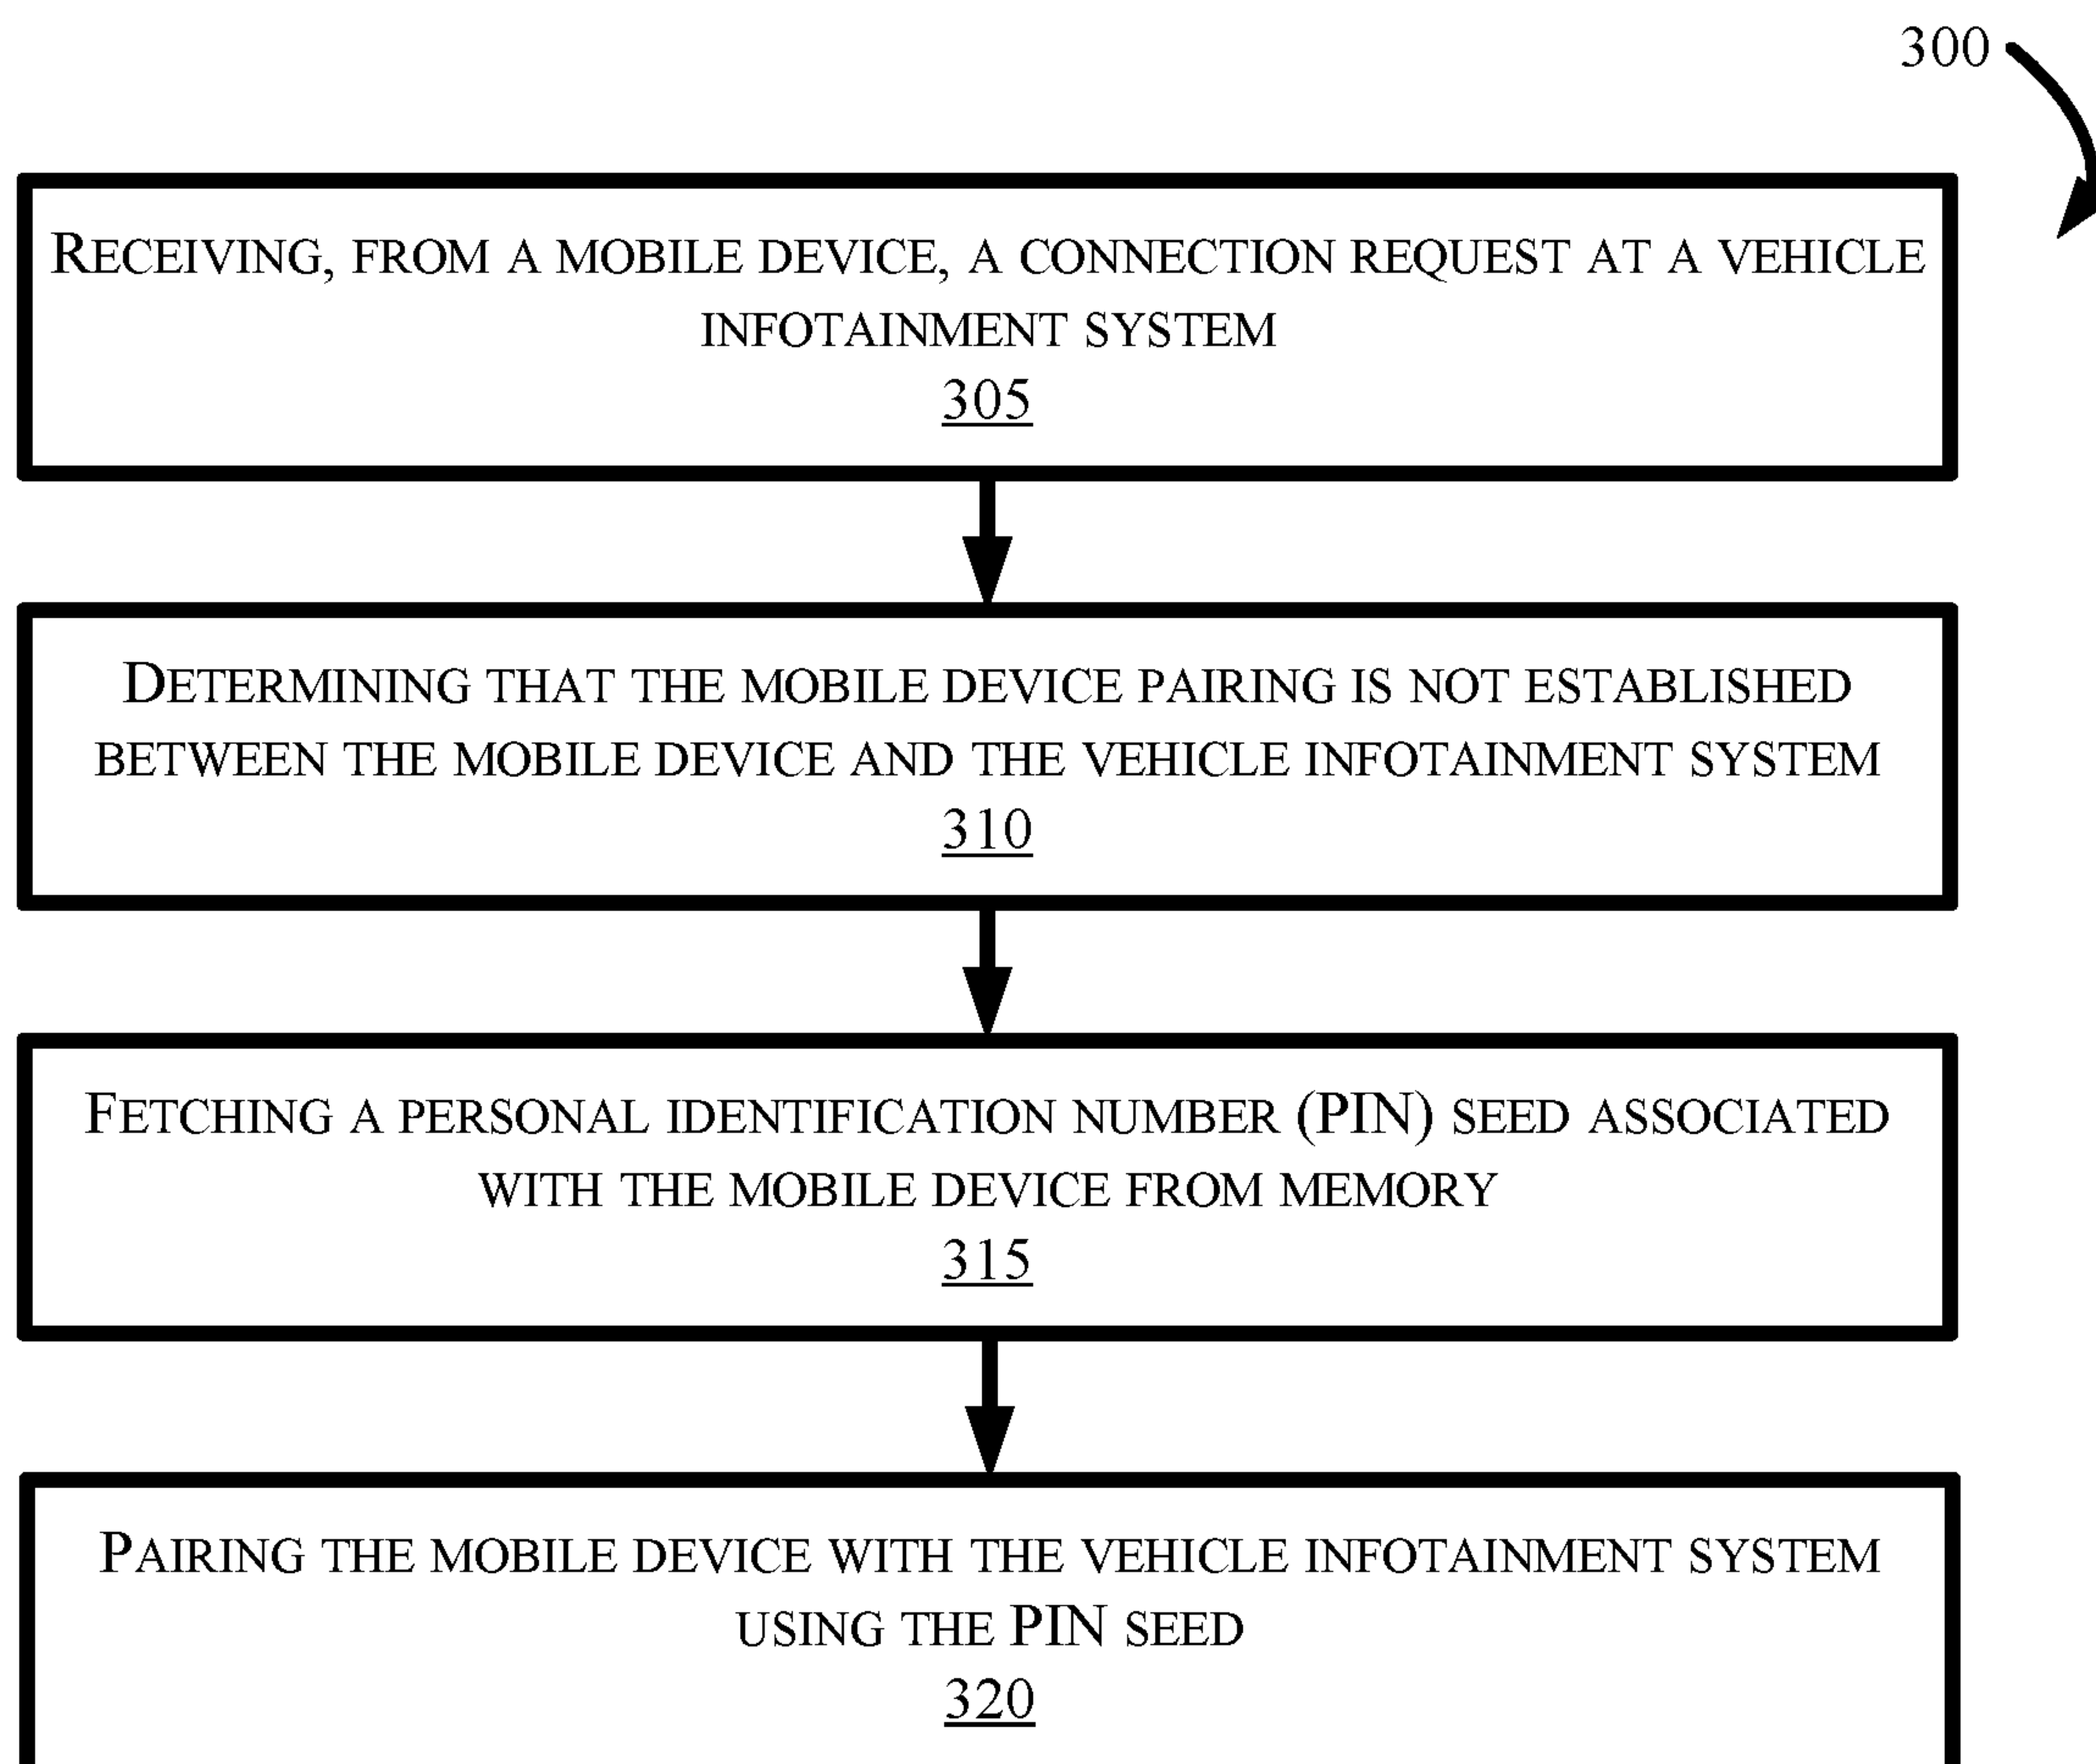 300
Receiving, from a mobile device, a connection request at a vehicle
infotainment system
305
Determining that the mobile device pairing is not established
between the mobile device and the vehicle infotainment system
310
Fetching a personal identification number (PIN) seed associated
with the mobile device from memory
315
Pairing the mobile device with the vehicle infotainment system
using the PIN seed
320